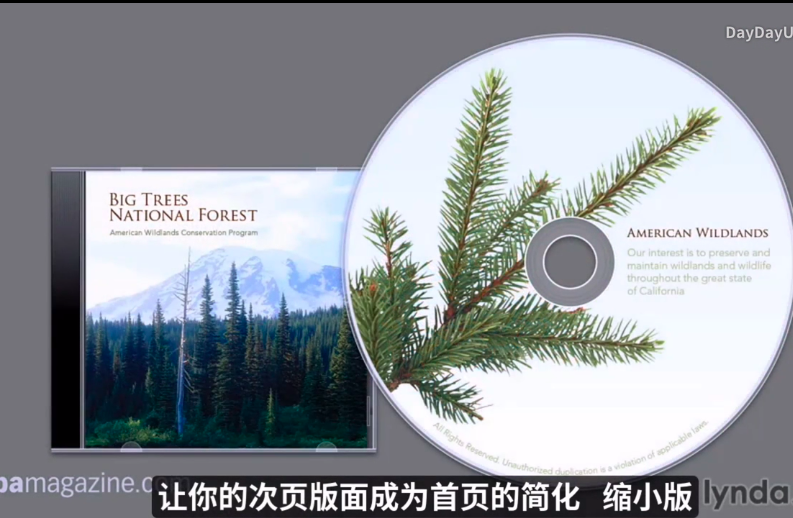 DayDayU
BIG TREES
NATIONAL FOREST
American Wildlands Conservation Program
AMERICAN WILDLANDS
Our interest is to preserve and
maintain wildlands and wildlife
throughout the great state
of California
All Rights Reserved. Unauthorized duplication is a violation of applicable laws.
bamagazine.c
让你的次页版面成为首页的简化 缩小版
lynda